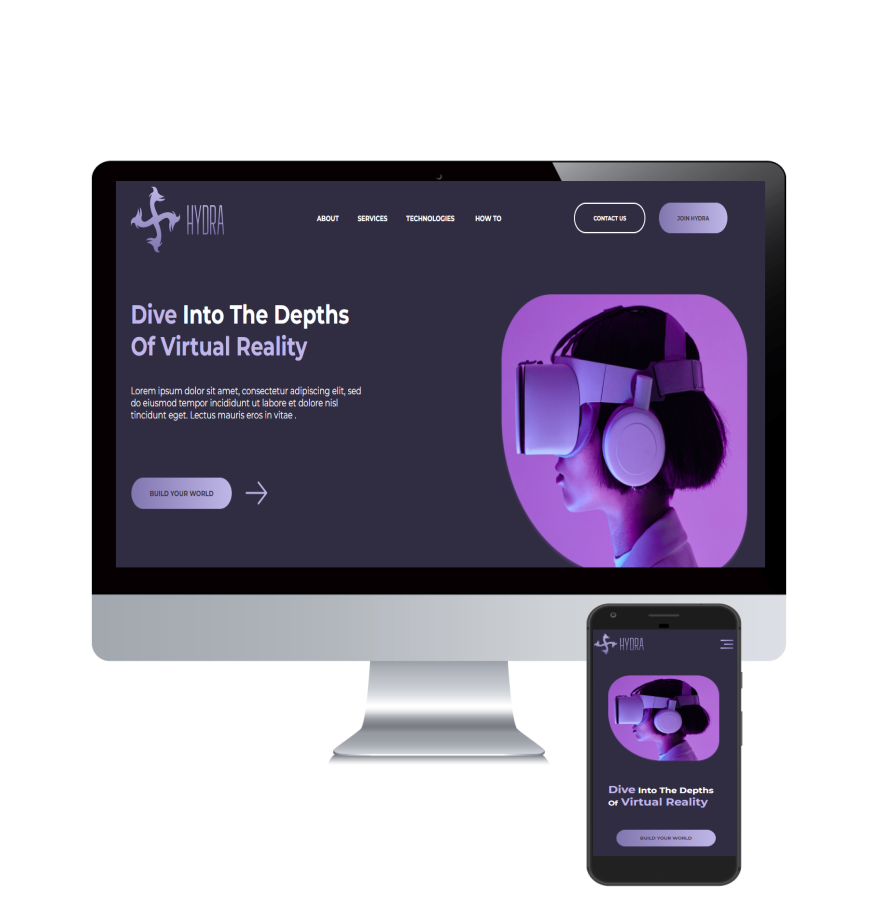 HYDRA
ABOUT SERVICES TECHNOLOGIES HOW TO CONTACT US JOIN HYDRA
Dive Into The Depths
Of Virtual Reality
Lorem ipsum dolor sit amet, consectetur adipiscing elit, sed
do eiusmod tempor incididunt ut labore et dolore nisl
tincidunt eget. Lectus mauris eros in vitae .
BUILD YOUR WORLD
HYDRA
Dive Into The Depths
Of Virtual Reality
BUILD YOUR WORLD